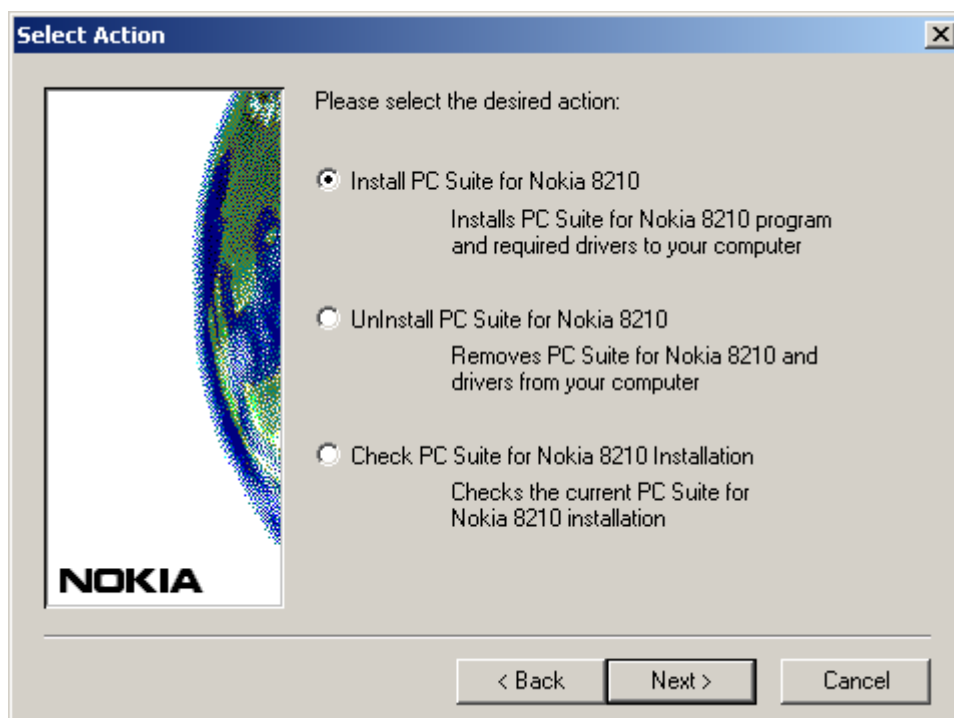 Select Action
Please select the desired action:
Install PC Suite for Nokia 8210
Installs PC Suite for Nokia 8210 program
and required drivers to your computer
UnInstall PC Suite for Nokia 8210
Removes PC Suite for Nokia 8210 and
drivers from your computer
Check PC Suite for Nokia 8210 Installation
Checks the current PC Suite for
Nokia 8210 installation
NOKIA
< Back
Next >
Cancel